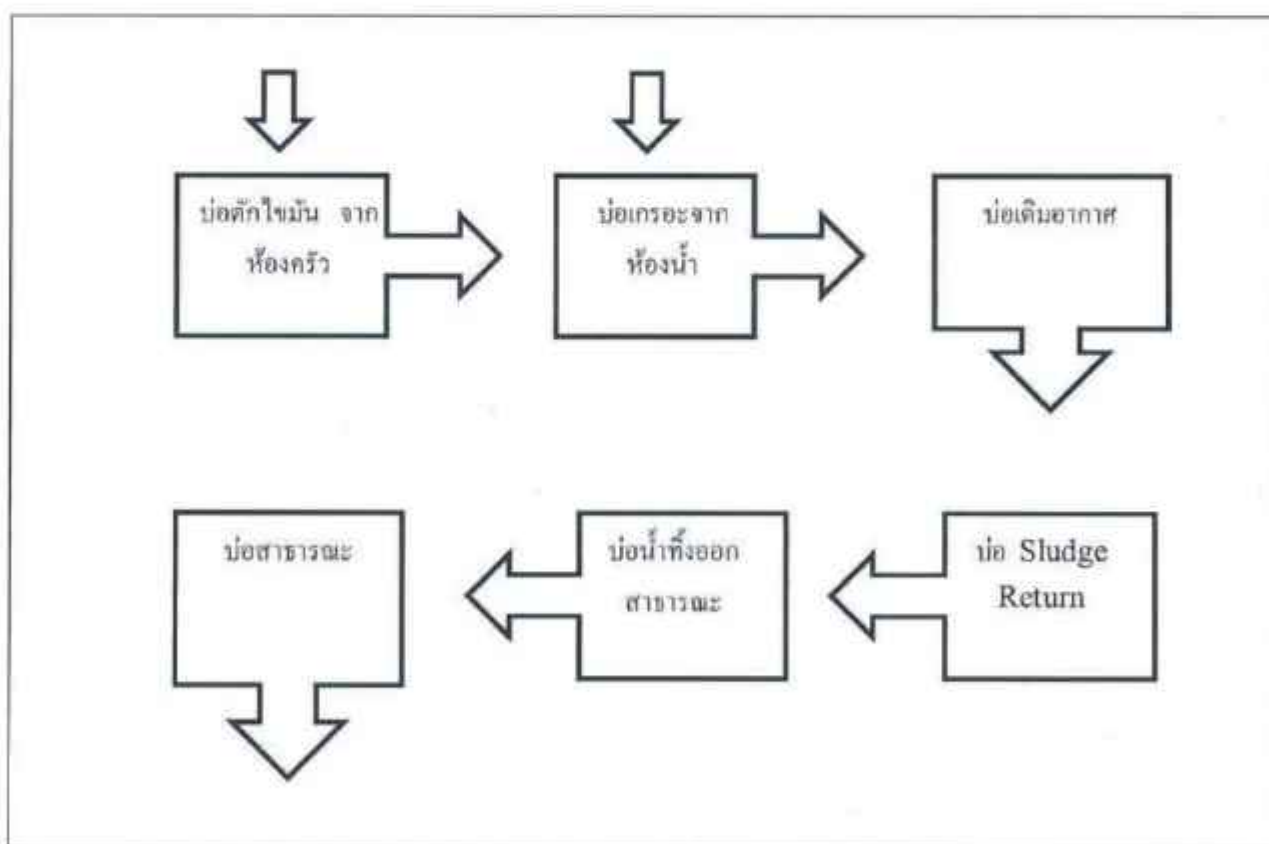 บ่อดักไขมัน จาก
ห้องครัว
บ่อเกรอะจาก
ห้องน้ำ
บ่อเติมอากาศ
บ่อสาธารณะ
บ่อน้ำทิ้งออก
สาธารณะ
บ่อ Sludge
Return